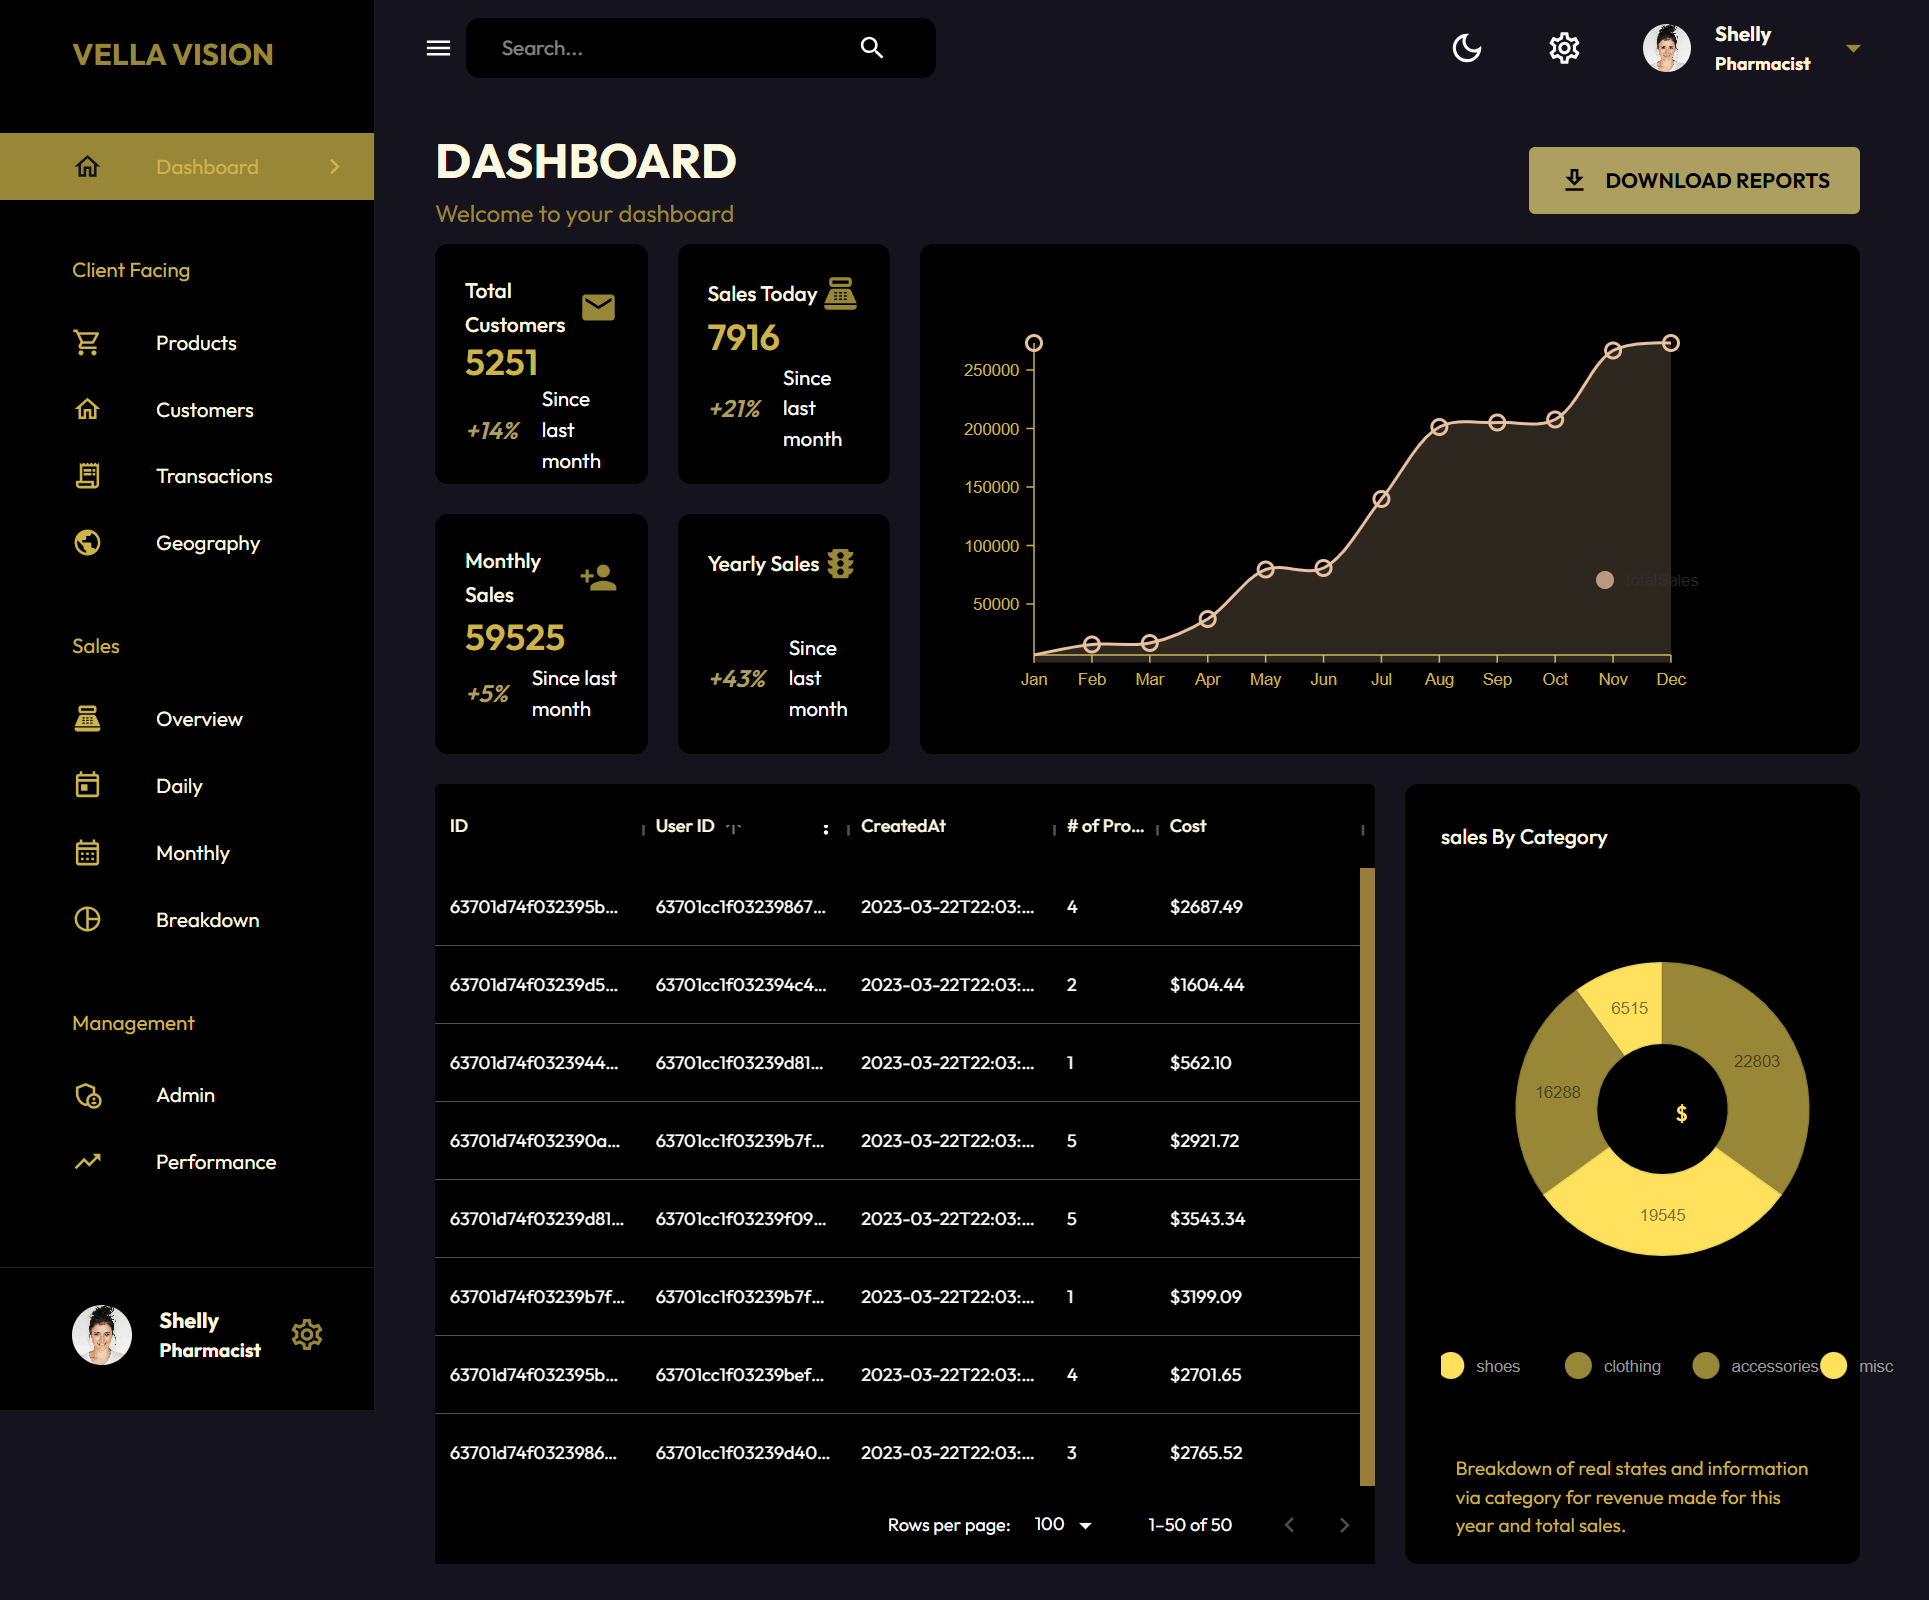 VELLA VISION
Dashboard
Client Facing
Products
Customers
Transactions
Geography
Sales
Overview
Daily
Monthly
Breakdown
Management
Admin
Performance
Shelly
Pharmacist
Search...
Shelly
Pharmacist
DASHBOARD
Welcome to your dashboard
DOWNLOAD REPORTS
Total
Customers
5251
+14%
Since
last
month
Sales Today
7916
+21%
Since
last
month
Monthly
Sales
59525
+5%
Since last
month
Yearly Sales
+43%
Since
last
month
250000
200000
150000
100000
50000
totalSales
Jan Feb Mar Apr May Jun Jul Aug Sep Oct Nov Dec
ID User ID CreatedAt # of Pro... Cost
63701d74f032395b... 63701cc1f03239867... 2023-03-22T22:03:... 4 $2687.49
63701d74f03239d5... 63701cc1f032394c4... 2023-03-22T22:03:... 2 $1604.44
63701d74f0323944... 63701cc1f03239d81... 2023-03-22T22:03:... 1 $562.10
63701d74f032390a... 63701cc1f03239b7f... 2023-03-22T22:03:... 5 $2921.72
63701d74f03239d81... 63701cc1f03239f09... 2023-03-22T22:03:... 5 $3543.34
63701d74f03239b7f... 63701cc1f03239b7f... 2023-03-22T22:03:... 1 $3199.09
63701d74f032395b... 63701cc1f03239bef... 2023-03-22T22:03:... 4 $2701.65
63701d74f0323986... 63701cc1f03239d40... 2023-03-22T22:03:... 3 $2765.52
Rows per page: 100 1–50 of 50
sales By Category
6515
22803
16288
$
19545
shoes clothing accessories misc
Breakdown of real states and information
via category for revenue made for this
year and total sales.